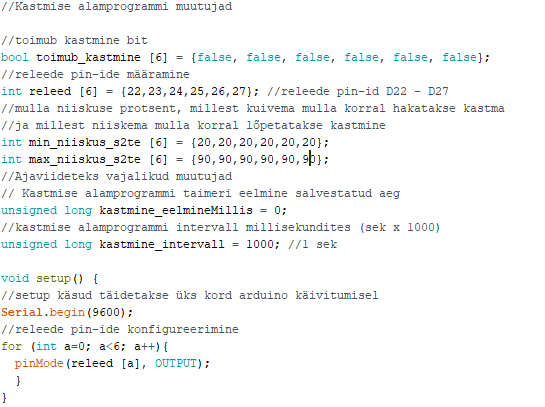 //Kastmise alamprogrammi muutujad

//toimub kastmine bit
bool toimub_kastmine [6] = {false, false, false, false, false, false};
//releede pin-ide määramine
int releed [6] = {22,23,24,25,26,27}; //releede pin-id D22 - D27
//mulla niiskuse protsent, millest kuivema mulla korral hakatakse kastma
//ja millest niiskema mulla korral lõpetatakse kastmine
int min_niiskus_s2te [6] = {20,20,20,20,20,20};
int max_niiskus_s2te [6] = {90,90,90,90,90,90};
//Ajaviideteks vajalikud muutujad
// Kastmise alamprogrammi taimeri eelmine salvestatud aeg
unsigned long kastmine_eelmineMillis = 0;
//kastmise alamprogrammi intervall millisekundites (sek x 1000)
unsigned long kastmine_intervall = 1000; //1 sek

void setup() {
//setup käsud täidetakse üks kord arduino käivitumisel
Serial.begin(9600);
//releede pin-ide konfigureerimine
for (int a=0; a<6; a++){
  pinMode(releed [a], OUTPUT);
  }
}